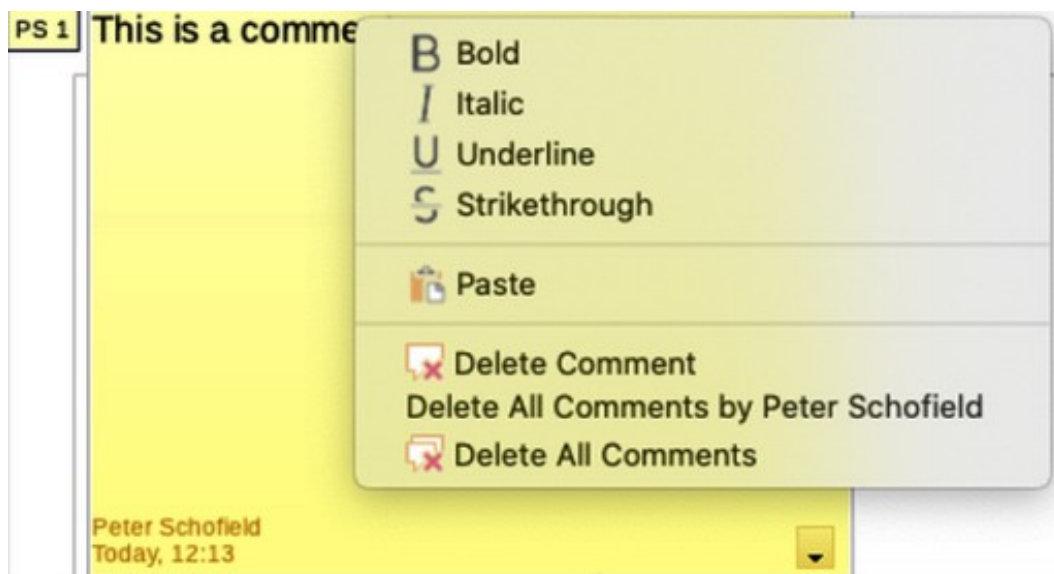 PS 1
This is a comme
Bold
Italic
Underline
Strikethrough
Paste
Delete Comment
Delete All Comments by Peter Schofield
Delete All Comments
Peter Schofield
Today, 12:13